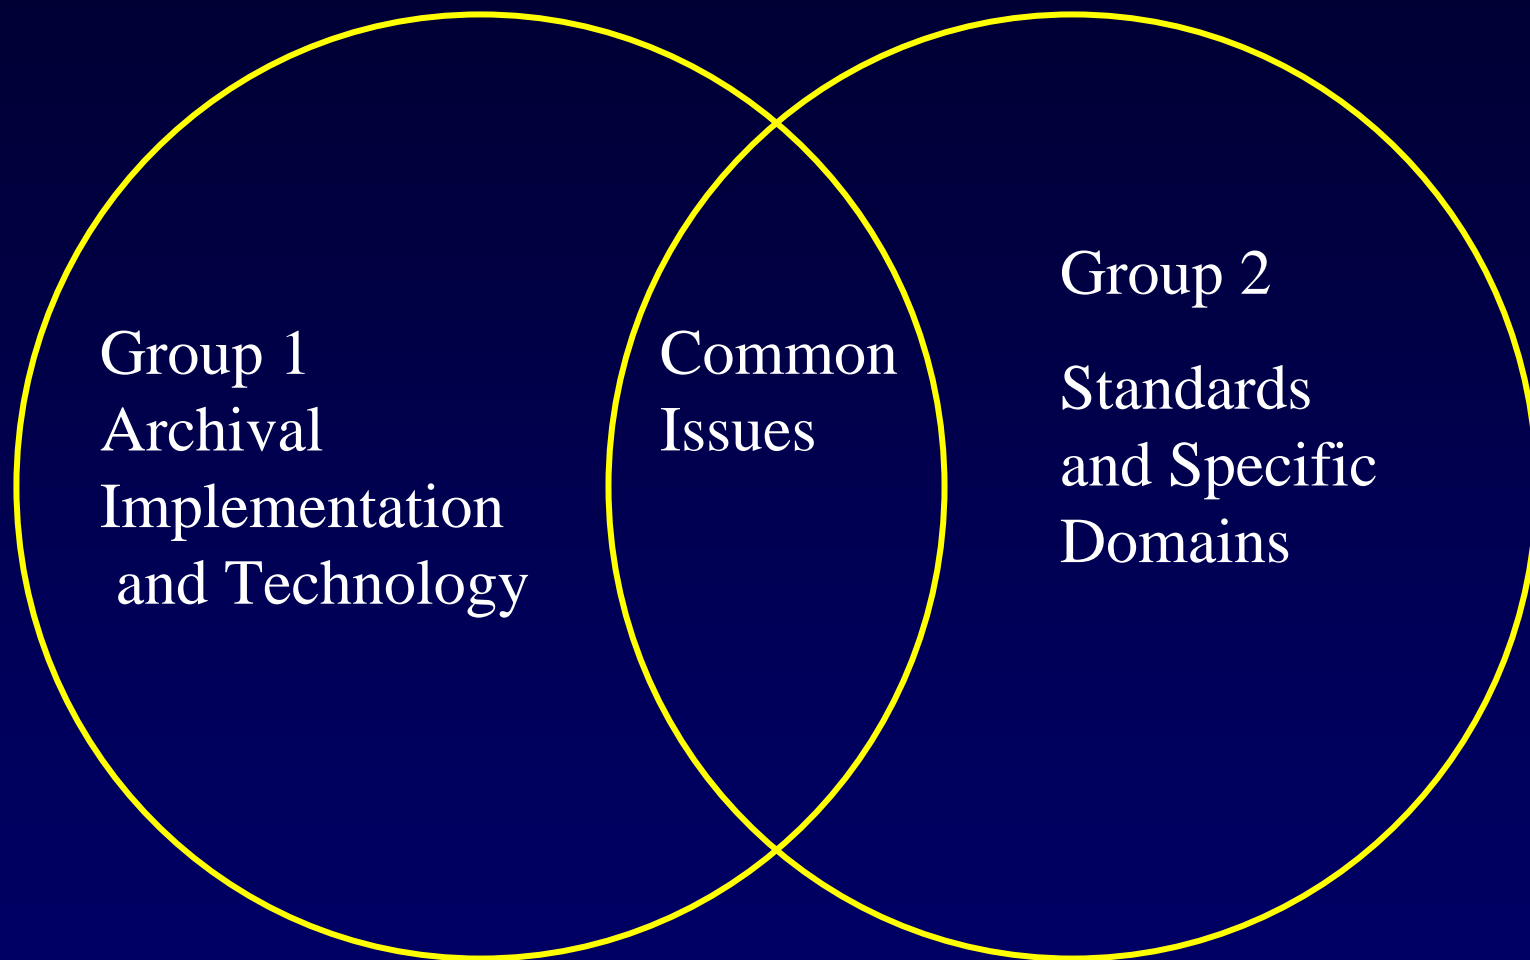 Group 1
Archival
Implementation
and Technology
Common
Issues
Group 2
Standards
and Specific
Domains